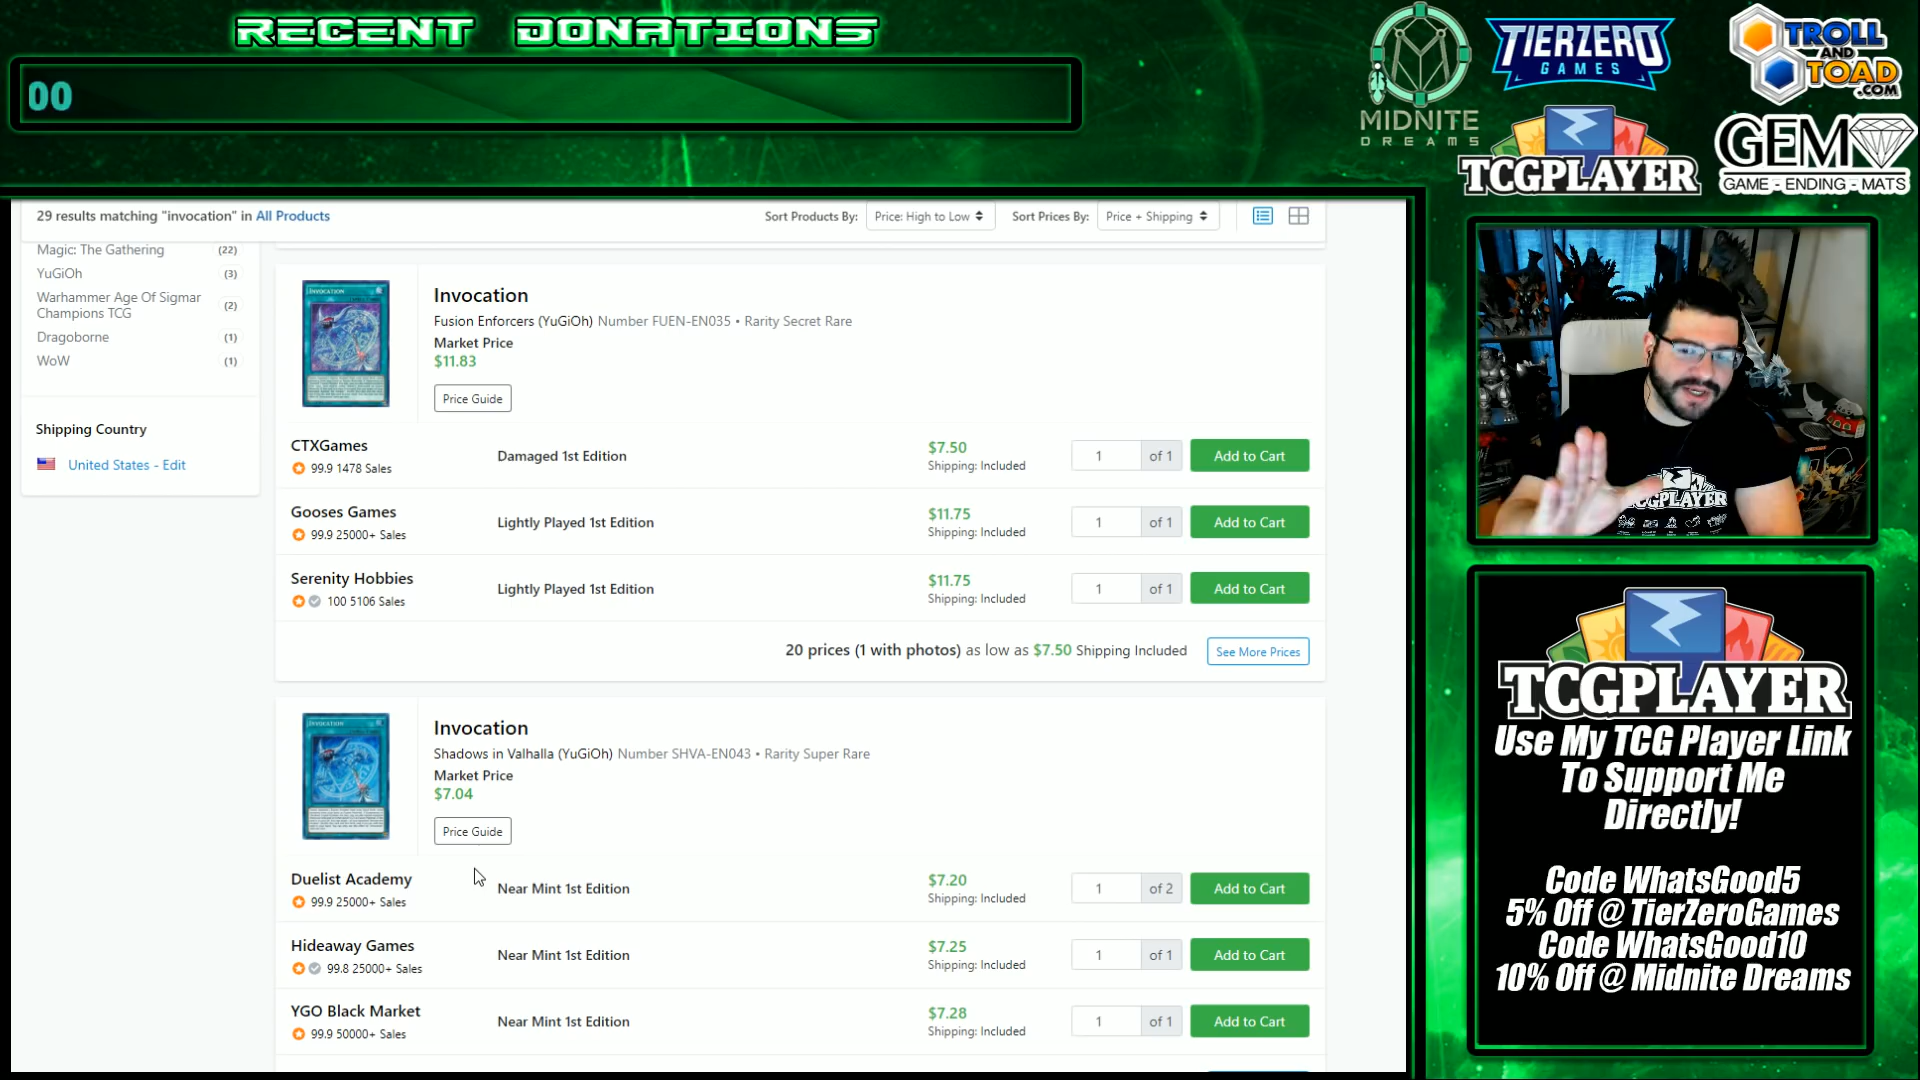 RECENT DONATIONS
00
MIDNITE
DREAMS
TIERZERO
GAMES
TROLL
AND
TOAD
.COM
TCGPLAYER
GEM
GAME - ENDING - MATS
29 results matching "invocation" in All Products
Sort Products By: Price: High to Low
Sort Prices By: Price + Shipping
Magic: The Gathering (22)
YuGiOh (3)
Warhammer Age Of Sigmar
Champions TCG (2)
Dragoborne (1)
WoW (1)
Shipping Country
United States - Edit
INVOCATION
Invocation
Fusion Enforcers (YuGiOh) Number FUEN-EN035 • Rarity Secret Rare
Market Price
$11.83
Price Guide
CTXGames
99.9 1478 Sales
Damaged 1st Edition
$7.50
Shipping: Included
1 of 1
Add to Cart
Gooses Games
99.9 25000+ Sales
Lightly Played 1st Edition
$11.75
Shipping: Included
1 of 1
Add to Cart
Serenity Hobbies
100 5106 Sales
Lightly Played 1st Edition
$11.75
Shipping: Included
1 of 1
Add to Cart
20 prices (1 with photos) as low as $7.50 Shipping Included
See More Prices
INVOCATION
Invocation
Shadows in Valhalla (YuGiOh) Number SHVA-EN043 • Rarity Super Rare
Market Price
$7.04
Price Guide
Duelist Academy
99.9 25000+ Sales
Near Mint 1st Edition
$7.20
Shipping: Included
1 of 2
Add to Cart
Hideaway Games
99.8 25000+ Sales
Near Mint 1st Edition
$7.25
Shipping: Included
1 of 1
Add to Cart
YGO Black Market
99.9 50000+ Sales
Near Mint 1st Edition
$7.28
Shipping: Included
1 of 1
Add to Cart
TCGPLAYER
TCGPLAYER
Use My TCG Player Link
To Support Me
Directly!
Code WhatsGood5
5% Off @ TierZeroGames
Code WhatsGood10
10% Off @ Midnite Dreams